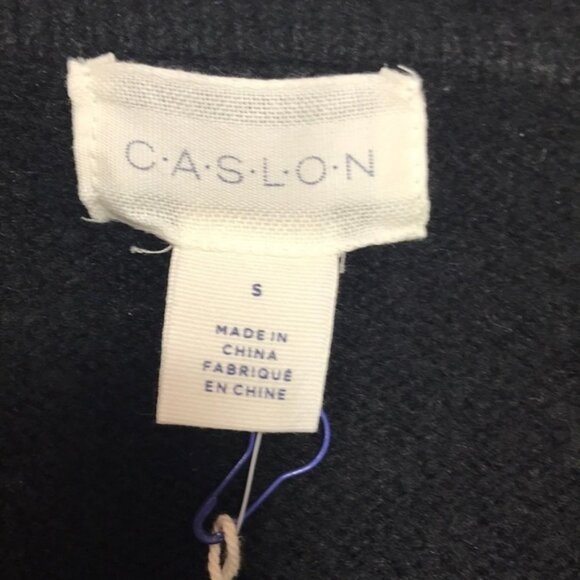 C·A·S·L·O·N
S
MADE IN
CHINA
FABRIQUÉ
EN CHINE